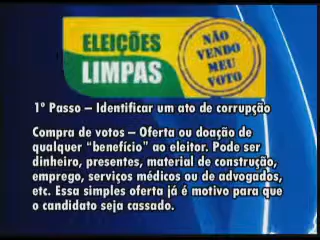 ELEIÇÕES
LIMPAS
NÃO
VENDO
MEU
VOTO
1º Passo – Identificar um ato de corrupção
Compra de votos – Oferta ou doação de
qualquer “benefício” ao eleitor. Pode ser
dinheiro, presentes, material de construção,
emprego, serviços médicos ou de advogados,
etc. Essa simples oferta já é motivo para que
o candidato seja cassado.